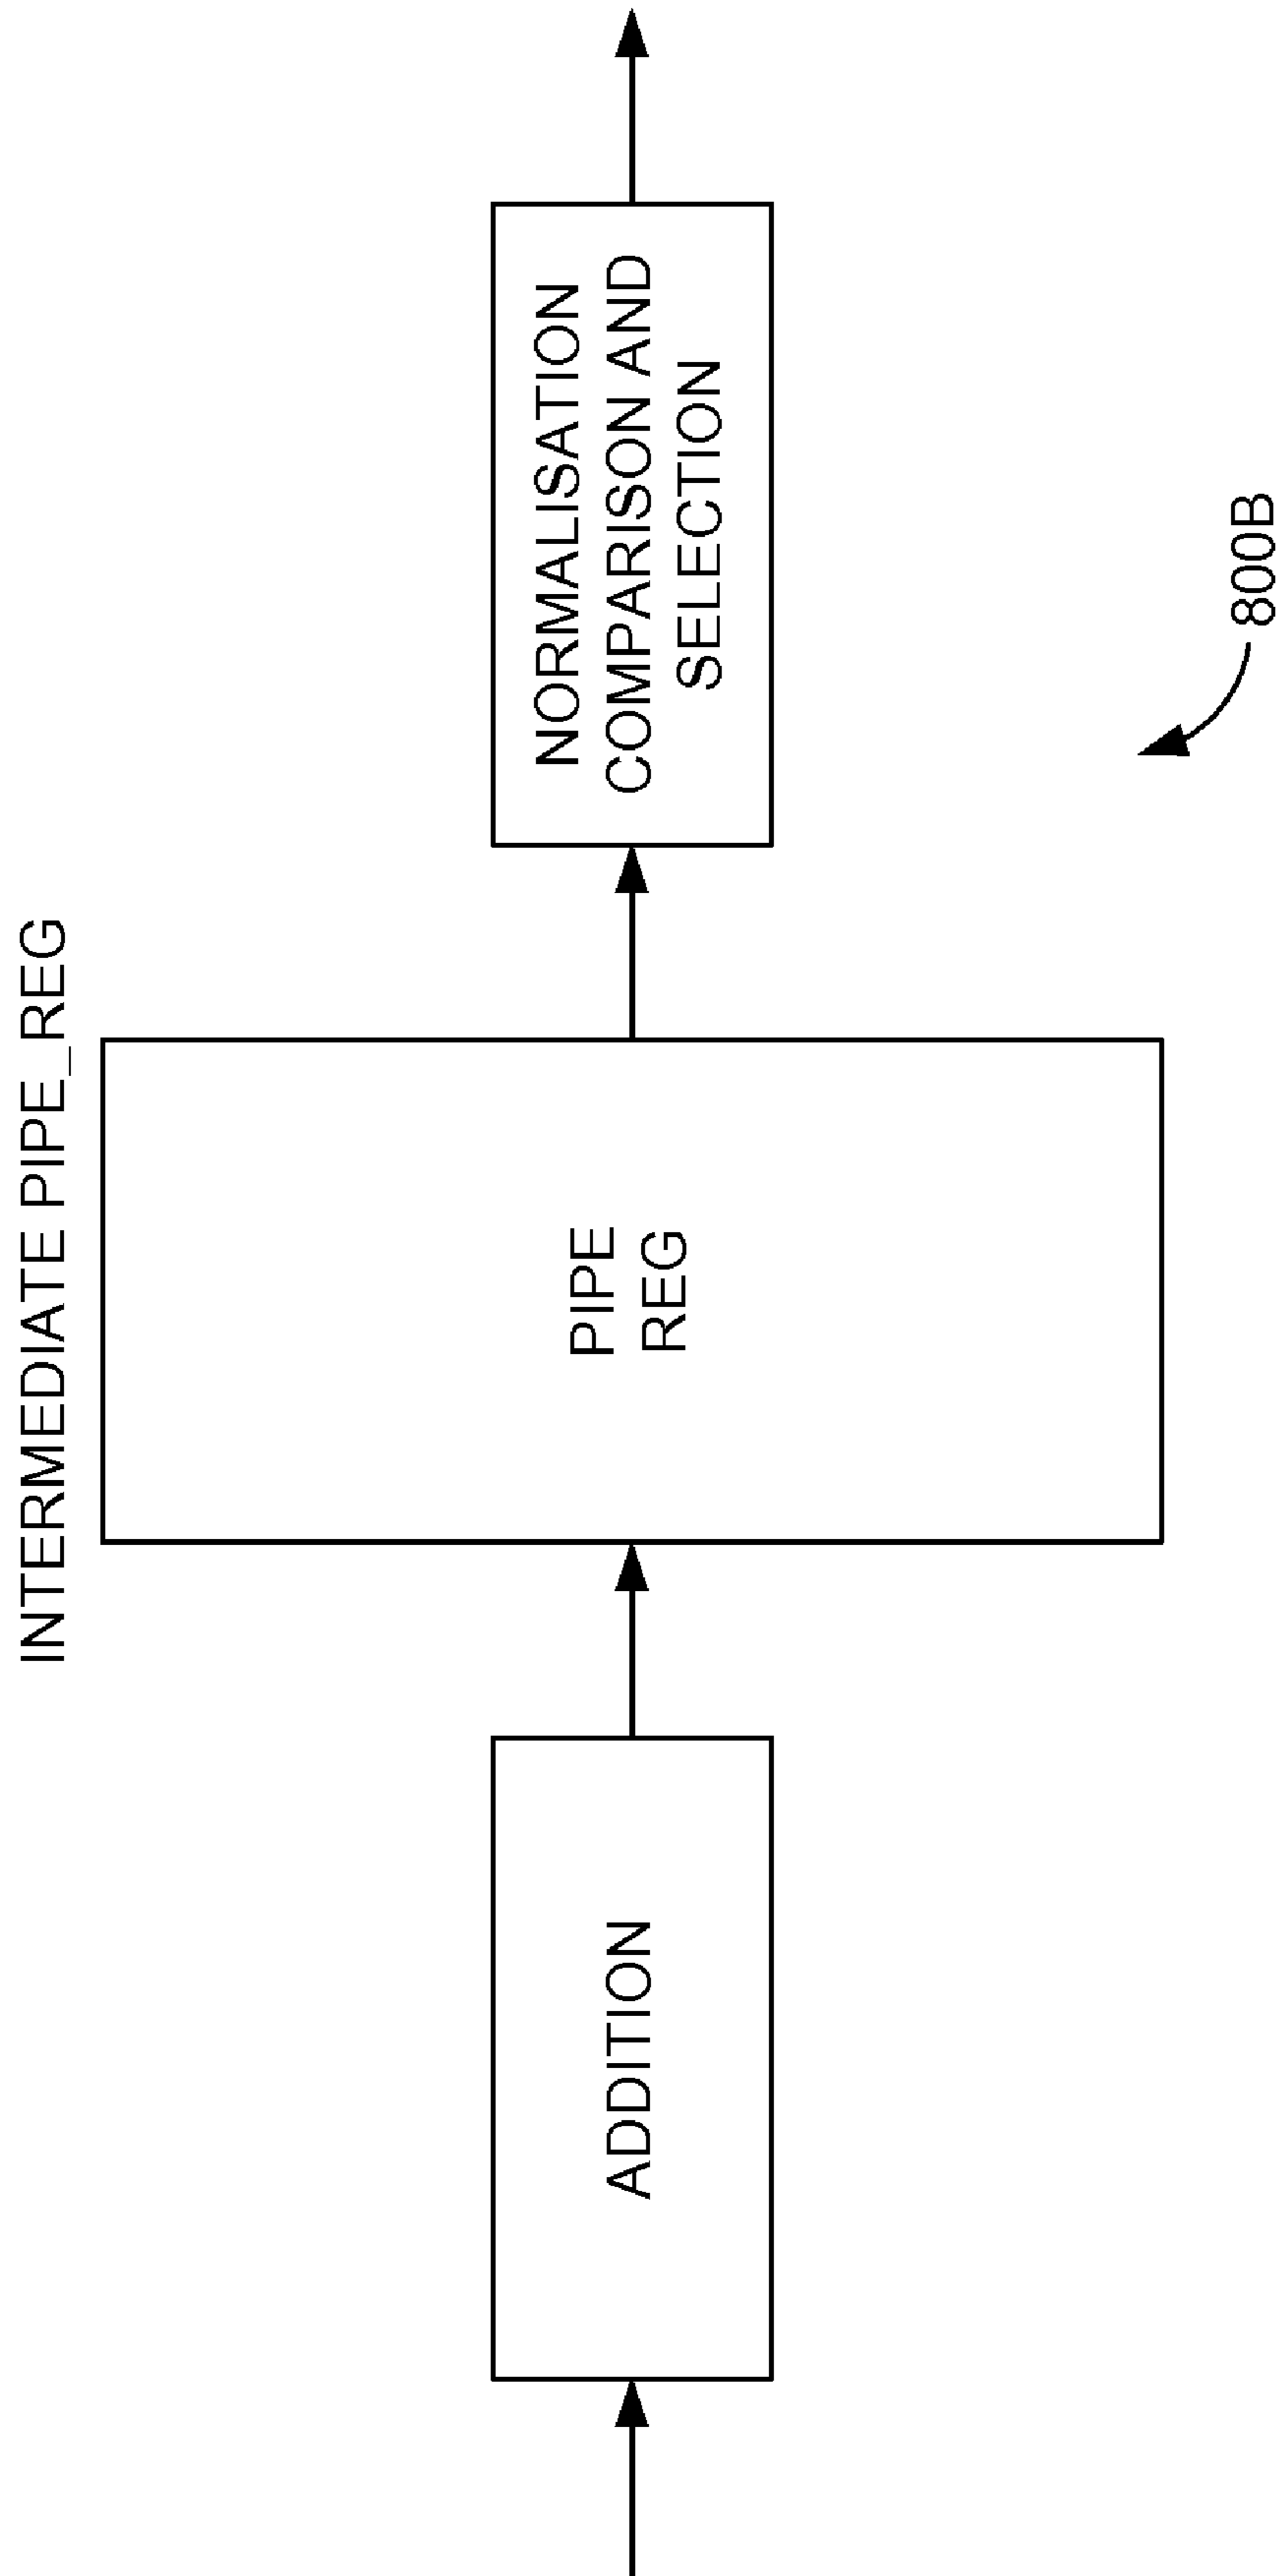 INTERMEDIATE PIPE_REG
ADDITION
PIPE
REG
NORMALISATION
COMPARISON AND
SELECTION
800B